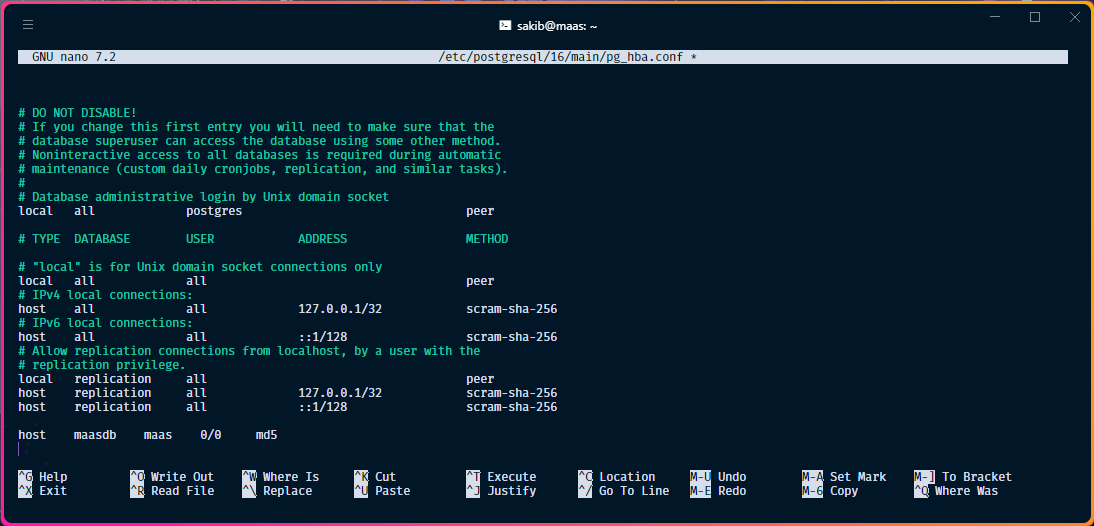 sakib@maas: ~
GNU nano 7.2 /etc/postgresql/16/main/pg_hba.conf *
# DO NOT DISABLE!
# If you change this first entry you will need to make sure that the
# database superuser can access the database using some other method.
# Noninteractive access to all databases is required during automatic
# maintenance (custom daily cronjobs, replication, and similar tasks).
#
# Database administrative login by Unix domain socket
local all postgres peer
# TYPE DATABASE USER ADDRESS METHOD
# "local" is for Unix domain socket connections only
local all all peer
# IPv4 local connections:
host all all 127.0.0.1/32 scram-sha-256
# IPv6 local connections:
host all all ::1/128 scram-sha-256
# Allow replication connections from localhost, by a user with the
# replication privilege.
local replication all peer
host replication all 127.0.0.1/32 scram-sha-256
host replication all ::1/128 scram-sha-256
host maasdb maas 0/0 md5
^G Help ^O Write Out ^W Where Is ^K Cut ^T Execute ^C Location M-U Undo M-A Set Mark M-] To Bracket
^X Exit ^R Read File ^\ Replace ^U Paste ^J Justify ^/ Go To Line M-E Redo M-6 Copy ^Q Where Was